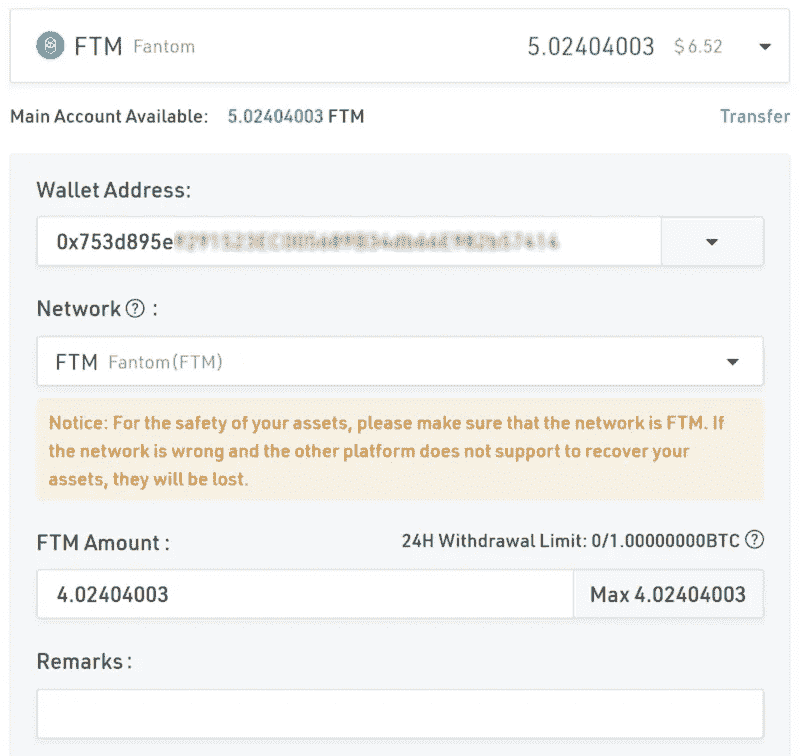 FTM Fantom 5.02404003 $ 6.52
Main Account Available: 5.02404003 FTM Transfer
Wallet Address:
0x753d895e
Network ? :
FTM Fantom(FTM)
Notice: For the safety of your assets, please make sure that the network is FTM. If
the network is wrong and the other platform does not support to recover your
assets, they will be lost.
FTM Amount : 24H Withdrawal Limit: 0/1.00000000BTC ?
4.02404003 Max 4.02404003
Remarks :